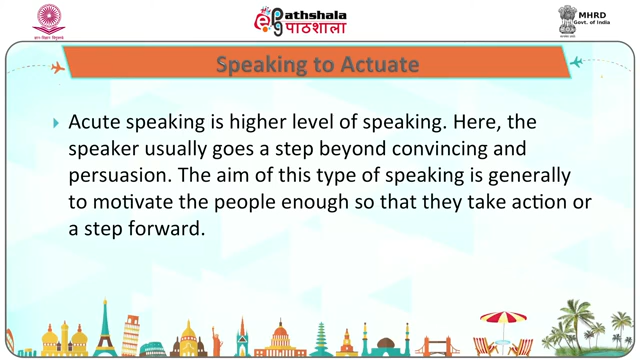 ePathshala
पाठशाला
MHRD
Govt. of India
Speaking to Actuate
Acute speaking is higher level of speaking. Here, the
speaker usually goes a step beyond convincing and
persuasion. The aim of this type of speaking is generally
to motivate the people enough so that they take action or
a step forward.